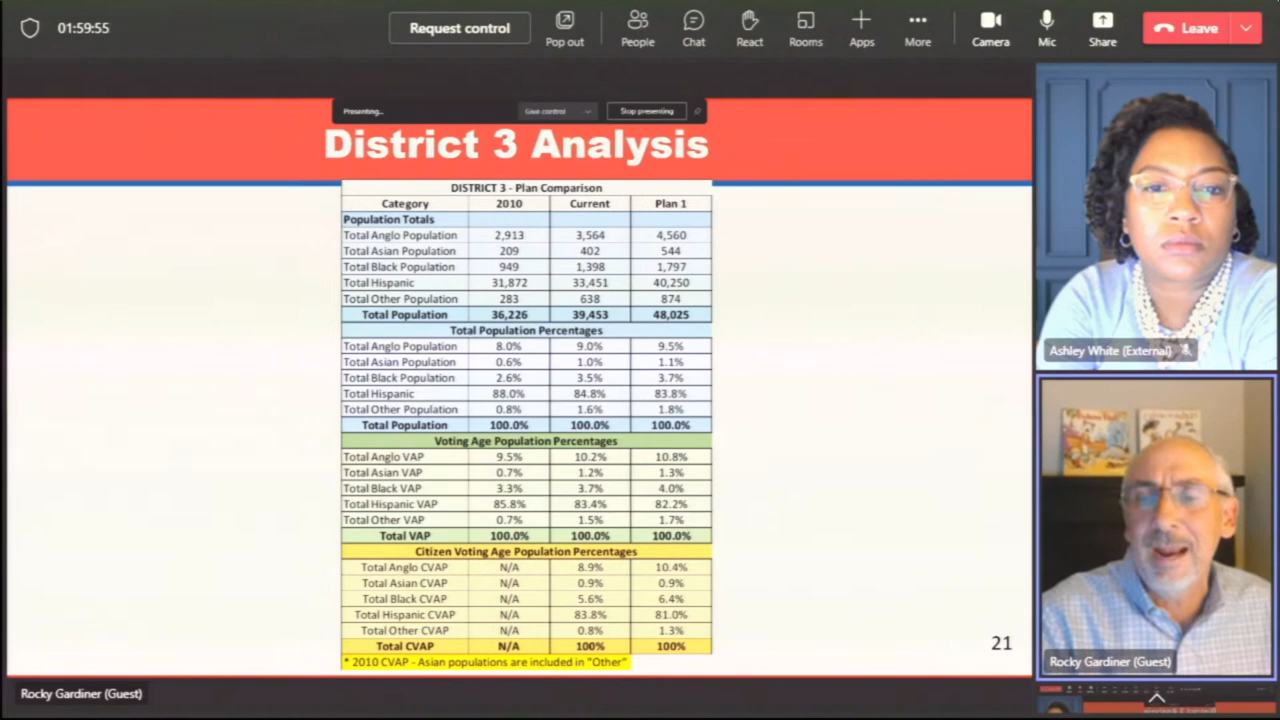 01:59:55
Request control
Pop out
People
Chat
React
Rooms
Apps
More
Camera
Mic
Share
Leave
Presenting...
Give control
Stop presenting
District 3 Analysis
DISTRICT 3 - Plan Comparison
Category 2010 Current Plan 1
Population Totals
Total Anglo Population 2,913 3,564 4,560
Total Asian Population 209 402 544
Total Black Population 949 1,398 1,797
Total Hispanic 31,872 33,451 40,250
Total Other Population 283 638 874
Total Population 36,226 39,453 48,025
Total Population Percentages
Total Anglo Population 8.0% 9.0% 9.5%
Total Asian Population 0.6% 1.0% 1.1%
Total Black Population 2.6% 3.5% 3.7%
Total Hispanic 88.0% 84.8% 83.8%
Total Other Population 0.8% 1.6% 1.8%
Total Population 100.0% 100.0% 100.0%
Voting Age Population Percentages
Total Anglo VAP 9.5% 10.2% 10.8%
Total Asian VAP 0.7% 1.2% 1.3%
Total Black VAP 3.3% 3.7% 4.0%
Total Hispanic VAP 85.8% 83.4% 82.2%
Total Other VAP 0.7% 1.5% 1.7%
Total VAP 100.0% 100.0% 100.0%
Citizen Voting Age Population Percentages
Total Anglo CVAP N/A 8.9% 10.4%
Total Asian CVAP N/A 0.9% 0.9%
Total Black CVAP N/A 5.6% 6.4%
Total Hispanic CVAP N/A 83.8% 81.0%
Total Other CVAP N/A 0.8% 1.3%
Total CVAP N/A 100% 100%
* 2010 CVAP - Asian populations are included in "Other"
21
Ashley White (External)
Rocky Gardiner (Guest)
Rocky Gardiner (Guest)